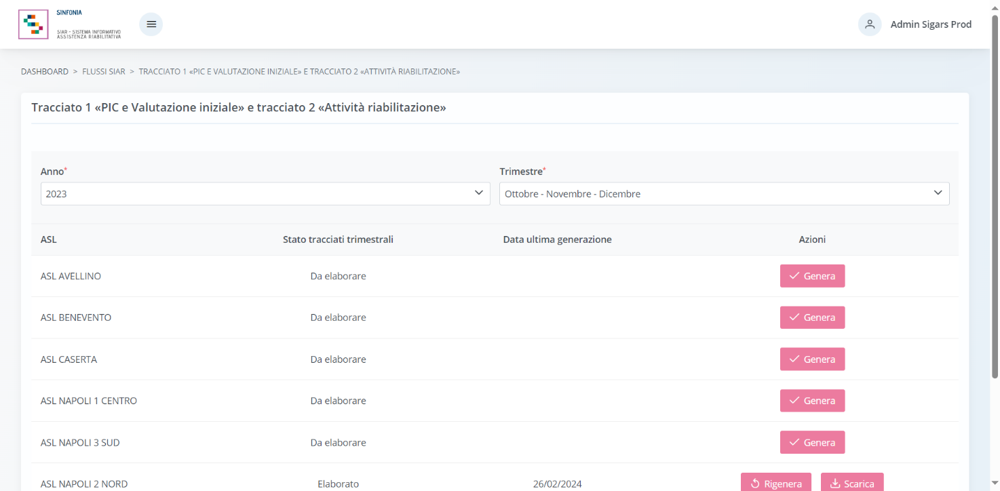 SINFONIA
SIAR - SISTEMA INFORMATIVO
ASSISTENZA RIABILITATIVA
Admin Sigars Prod
DASHBOARD > FLUSSI SIAR > TRACCIATO 1 «PIC E VALUTAZIONE INIZIALE» E TRACCIATO 2 «ATTIVITÀ RIABILITAZIONE»
Tracciato 1 «PIC e Valutazione iniziale» e tracciato 2 «Attività riabilitazione»
Anno* Trimestre*
2023 Ottobre - Novembre - Dicembre
ASL Stato tracciati trimestrali Data ultima generazione Azioni
ASL AVELLINO Da elaborare Genera
ASL BENEVENTO Da elaborare Genera
ASL CASERTA Da elaborare Genera
ASL NAPOLI 1 CENTRO Da elaborare Genera
ASL NAPOLI 3 SUD Da elaborare Genera
ASL NAPOLI 2 NORD Elaborato 26/02/2024 Rigenera Scarica